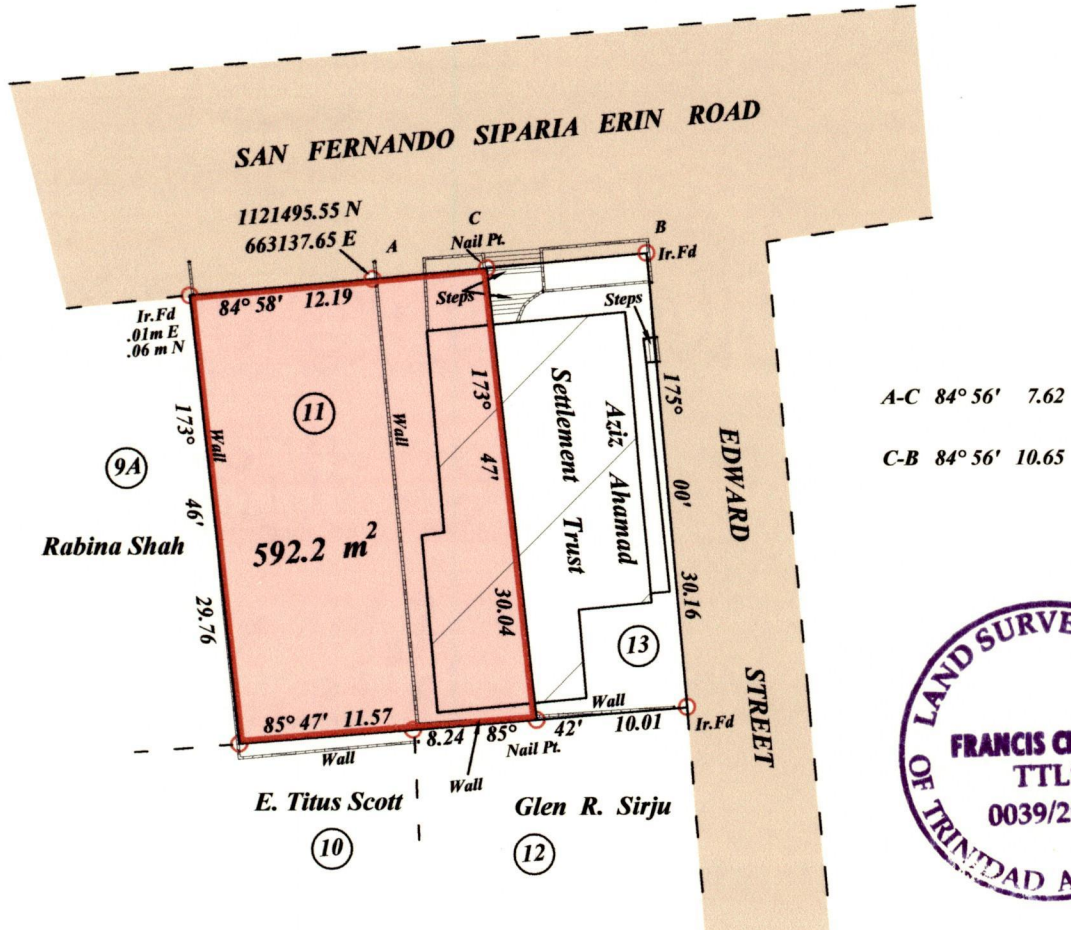 SAN FERNANDO SIPARIA ERIN ROAD
1121495.55 N
663137.65 E
A
C
Nail Pt.
B
Ir.Fd
84° 58' 12.19
Ir.Fd
.01m E
.06 m N
Steps
Steps
173° 46' 29.76
Wall
11
Wall
173° 47' 30.04
Aziz Ahamad
Settlement Trust
175° 00' 30.16
EDWARD STREET
A-C 84° 56' 7.62
C-B 84° 56' 10.65
9A
Rabina Shah
592.2 m²
13
85° 47' 11.57
Wall
8.24 85° 42' 10.01
Nail Pt.
Wall
Wall
Ir.Fd
E. Titus Scott
10
Glen R. Sirju
12
LAND
OF TRINIDAD
FRANCIS